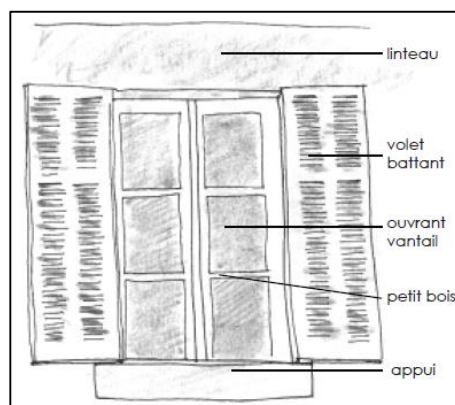 linteau
volet
battant
ouvrant
vantail
petit bois
appui